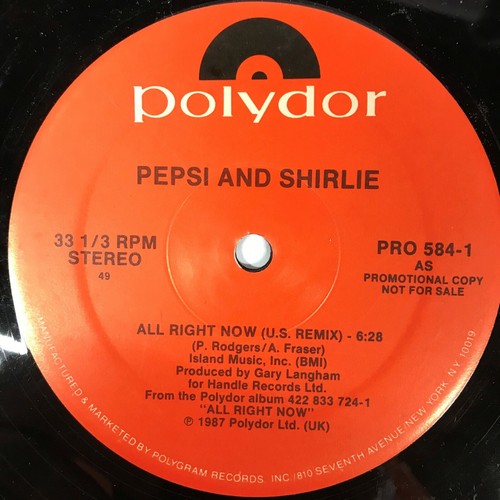 polydor
PEPSI AND SHIRLIE
33 1/3 RPM
STEREO
49
PRO 584-1
AS
PROMOTIONAL COPY
NOT FOR SALE
ALL RIGHT NOW (U.S. REMIX) - 6:28
(P. Rodgers/A. Fraser)
Island Music, Inc. (BMI)
Produced by Gary Langham
for Handle Records Ltd.
From the Polydor album 422 833 724-1
"ALL RIGHT NOW"
℗ 1987 Polydor Ltd. (UK)
MANUFACTURED & MARKETED BY POLYGRAM RECORDS INC/810 SEVENTH AVENUE NEW YORK, N.Y. 10019